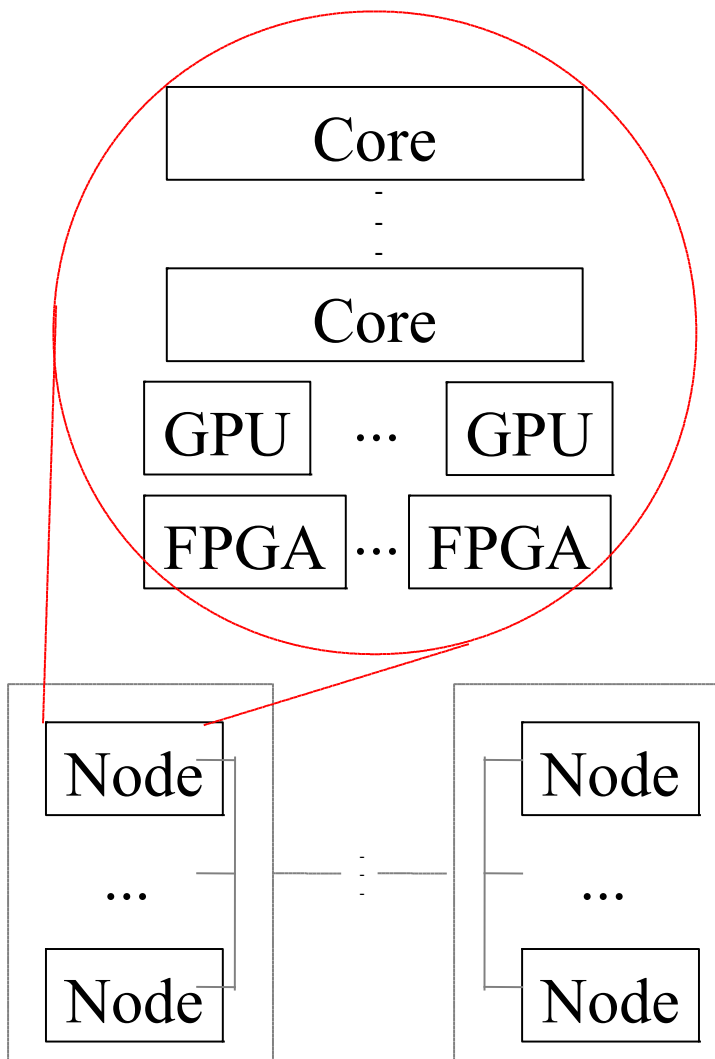 Core
Core
GPU ... GPU
FPGA ... FPGA
Node Node
... ...
Node Node